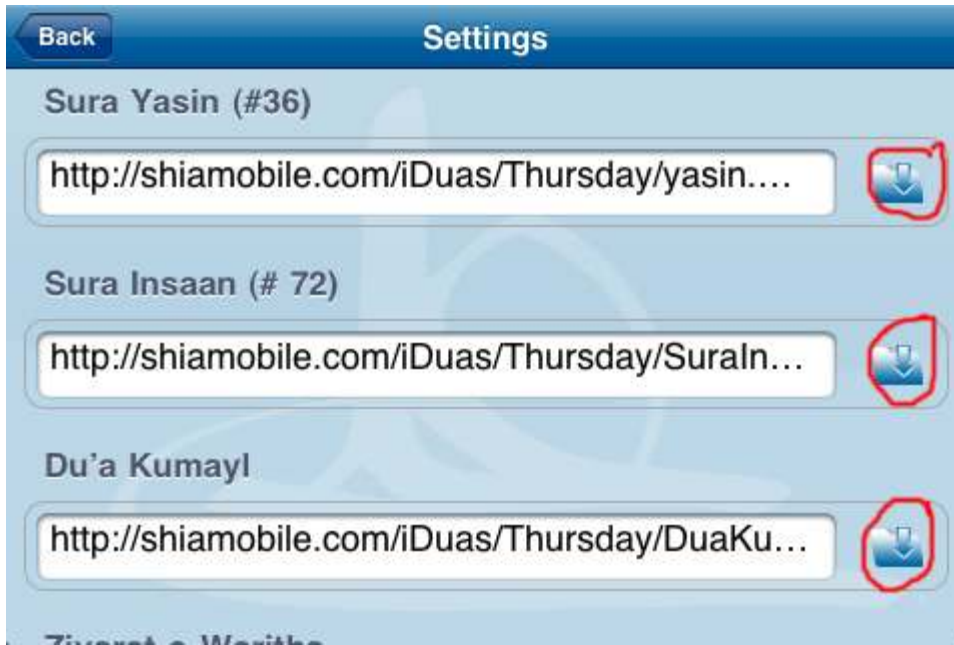 Back
Settings
Sura Yasin (#36)
http://shiamobile.com/iDuas/Thursday/yasin....
Sura Insaan (# 72)
http://shiamobile.com/iDuas/Thursday/SuraIn...
Du'a Kumayl
http://shiamobile.com/iDuas/Thursday/DuaKu...